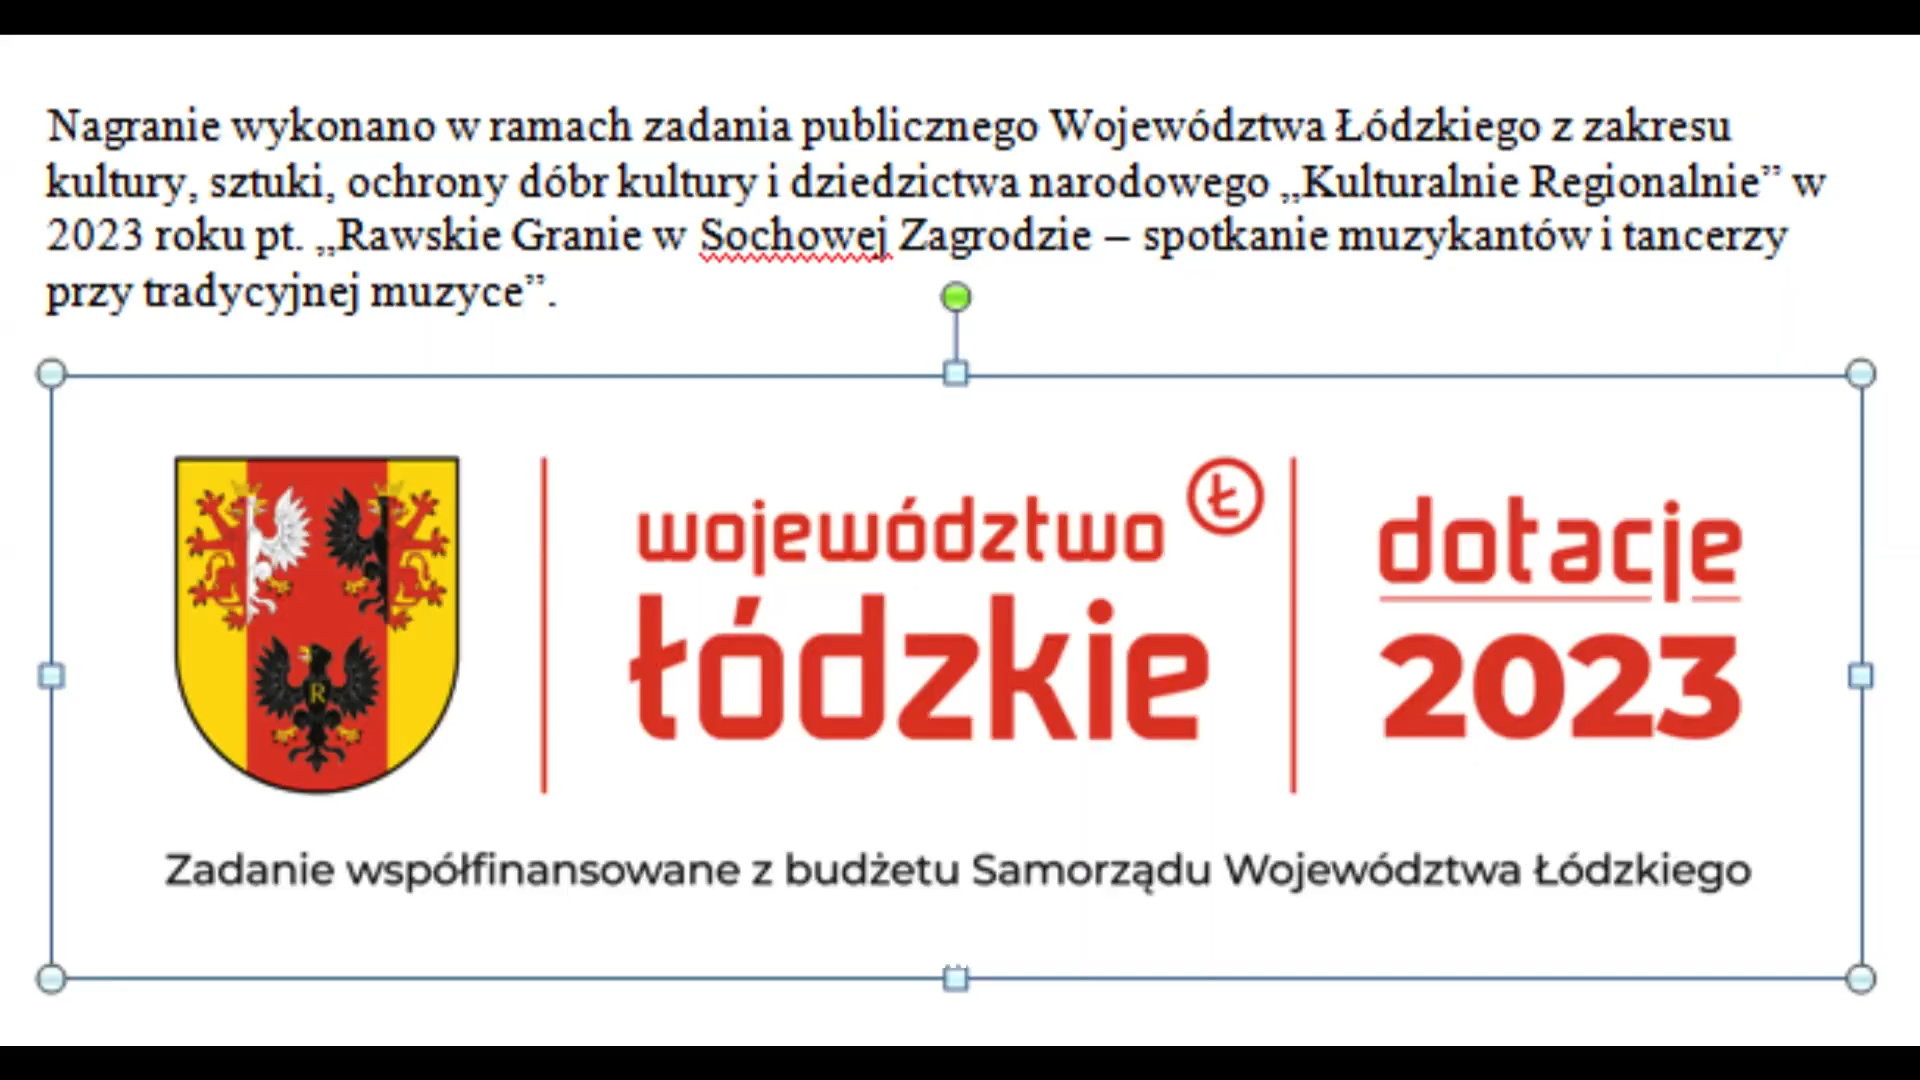 Nagranie wykonano w ramach zadania publicznego Województwa Łódzkiego z zakresu
kultury, sztuki, ochrony dóbr kultury i dziedzictwa narodowego „Kulturalnie Regionalnie” w
2023 roku pt. „Rawskie Granie w Sochowej Zagrodzie – spotkanie muzykantów i tancerzy
przy tradycyjnej muzyce”.
R
województwo Ł
łódzkie
dotacje
2023
Zadanie współfinansowane z budżetu Samorządu Województwa Łódzkiego